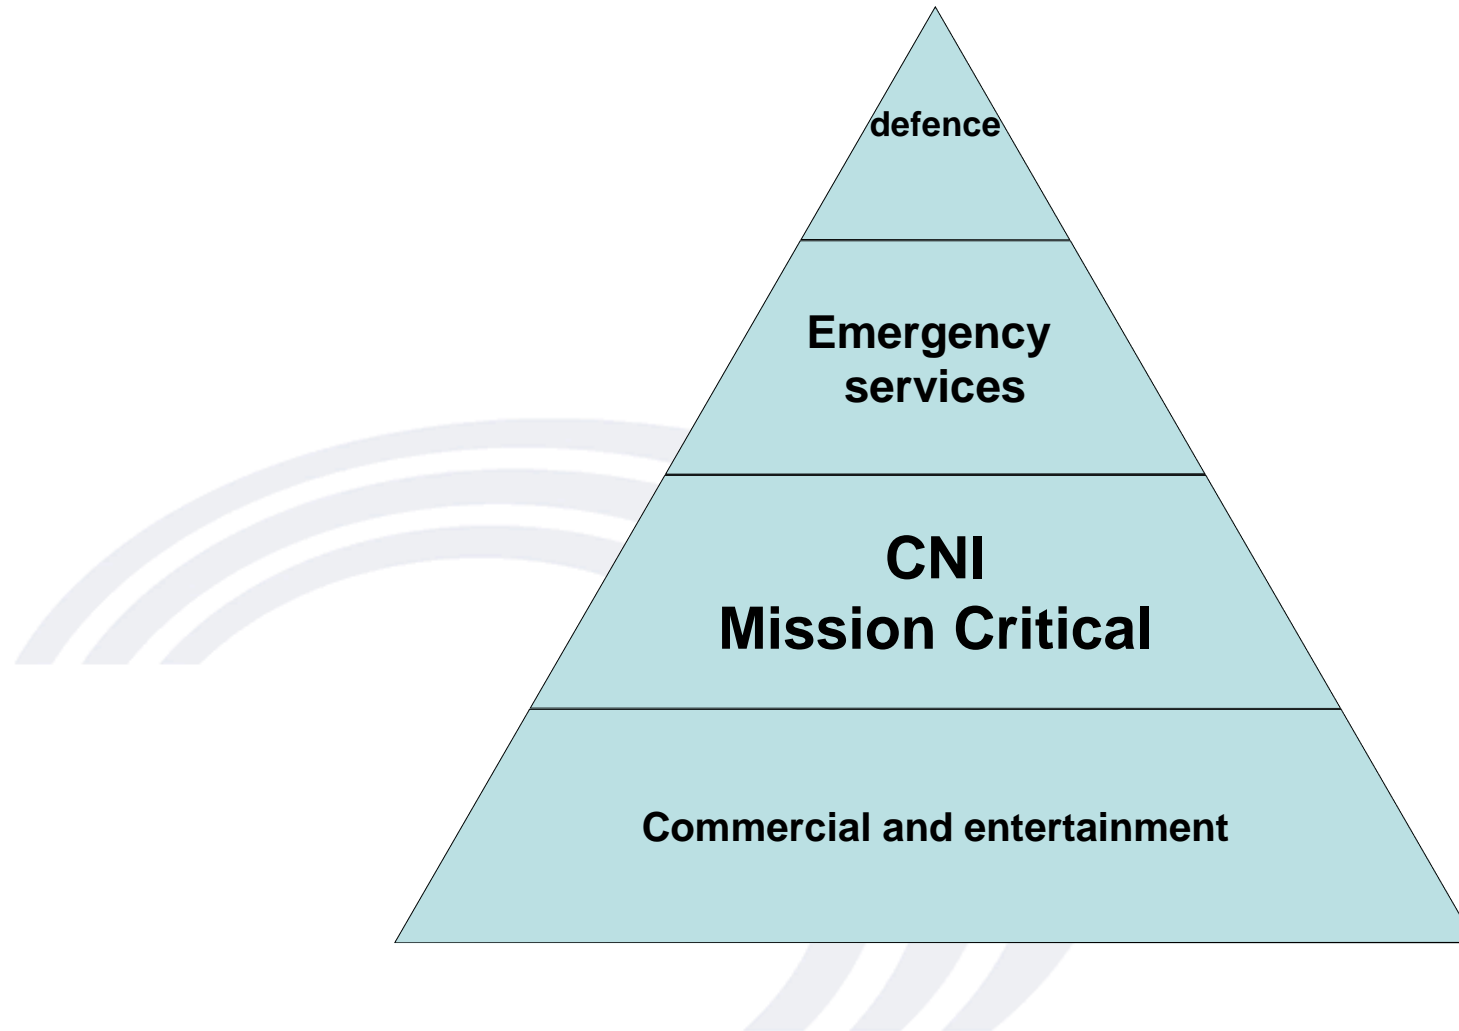 defence
Emergency
services
CNI
Mission Critical
Commercial and entertainment